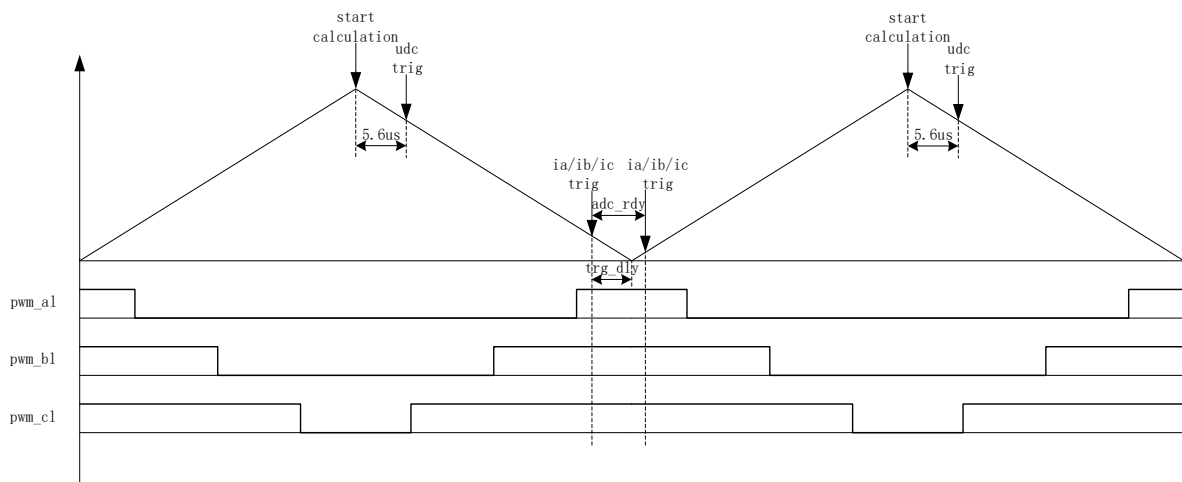 start
calculation
udc
trig
5.6us
start
calculation
udc
trig
5.6us
ia/ib/ic
trig
ia/ib/ic
trig
adc_rdy
trg_dly
pwm_al
pwm_bl
pwm_cl